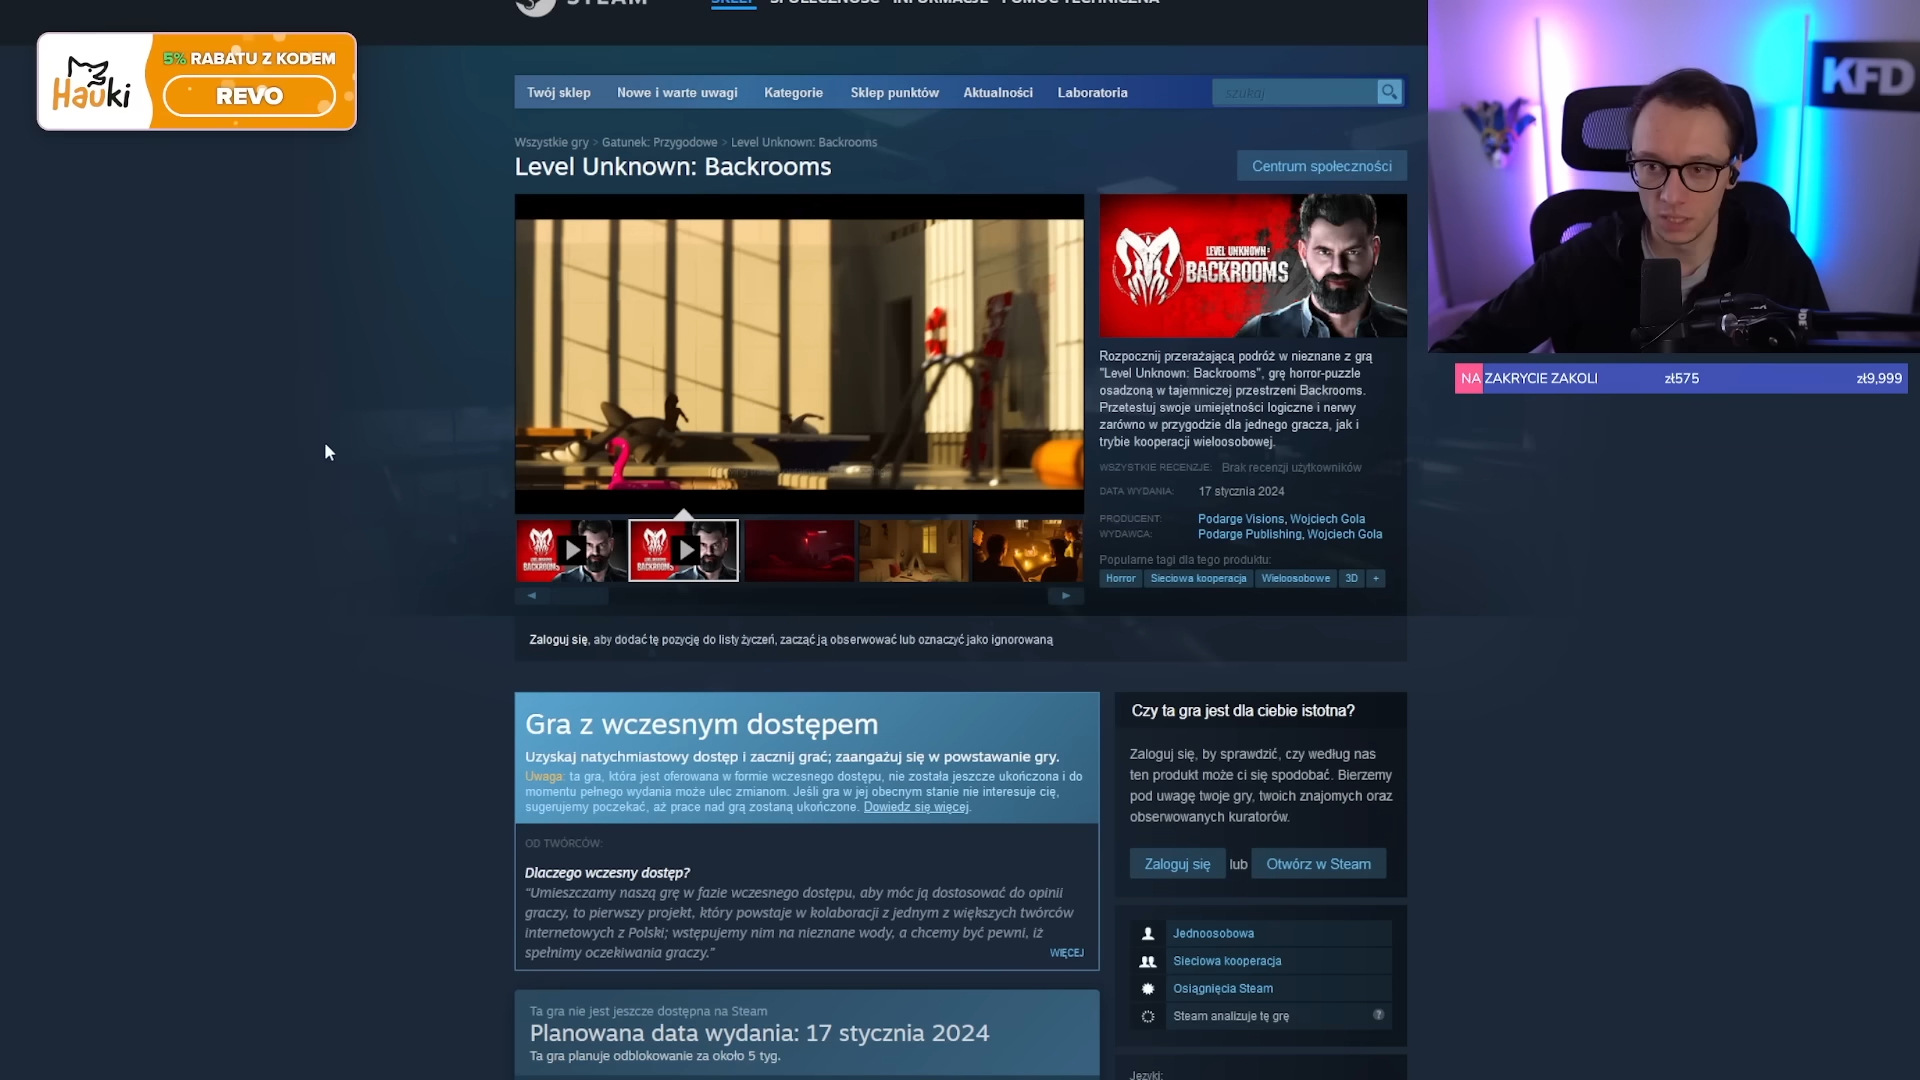 STEAM
SKLEP SPOŁECZNOŚĆ INFORMACJE POMOC TECHNICZNA
Hauki
5% RABATU Z KODEM
REVO
Twój sklep Nowe i warte uwagi Kategorie Sklep punktów Aktualności Laboratoria szukaj
KFD
Wszystkie gry > Gatunek: Przygodowe > Level Unknown: Backrooms
Level Unknown: Backrooms
Centrum społeczności
LEVEL UNKNOWN:
BACKROOMS
Rozpocznij przerażającą podróż w nieznane z grą
"Level Unknown: Backrooms", grę horror-puzzle
osadzoną w tajemniczej przestrzeni Backrooms.
Przetestuj swoje umiejętności logiczne i nerwy
zarówno w przygodzie dla jednego gracza, jak i
trybie kooperacji wieloosobowej.
WSZYSTKIE RECENZJE: Brak recenzji użytkowników
DATA WYDANIA: 17 stycznia 2024
PRODUCENT: Podarge Visions, Wojciech Gola
WYDAWCA: Podarge Publishing, Wojciech Gola
Popularne tagi dla tego produktu:
Horror Sieciowa kooperacja Wieloosobowe 3D +
NA ZAKRYCIE ZAKOLI zł575 zł9,999
BACKROOMS
BACKROOMS
Zaloguj się, aby dodać tę pozycję do listy życzeń, zacząć ją obserwować lub oznaczyć jako ignorowaną
Gra z wczesnym dostępem
Uzyskaj natychmiastowy dostęp i zacznij grać; zaangażuj się w powstawanie gry.
Uwaga: ta gra, która jest oferowana w formie wczesnego dostępu, nie została jeszcze ukończona i do
momentu pełnego wydania może ulec zmianom. Jeśli gra w jej obecnym stanie nie interesuje cię,
sugerujemy poczekać, aż prace nad grą zostaną ukończone. Dowiedz się więcej.
OD TWÓRCÓW:
Dlaczego wczesny dostęp?
“Umieszczamy naszą grę w fazie wczesnego dostępu, aby móc ją dostosować do opinii
graczy, to pierwszy projekt, który powstaje w kolaboracji z jednym z większych twórców
internetowych z Polski; wstępujemy nim na nieznane wody, a chcemy być pewni, iż
spełnimy oczekiwania graczy.”
WIĘCEJ
Ta gra nie jest jeszcze dostępna na Steam
Planowana data wydania: 17 stycznia 2024
Ta gra planuje odblokowanie za około 5 tyg.
Czy ta gra jest dla ciebie istotna?
Zaloguj się, by sprawdzić, czy według nas
ten produkt może ci się spodobać. Bierzemy
pod uwagę twoje gry, twoich znajomych oraz
obserwowanych kuratorów.
Zaloguj się lub Otwórz w Steam
Jednoosobowa
Sieciowa kooperacja
Osiągnięcia Steam
Steam analizuje tę grę ?
Języki: